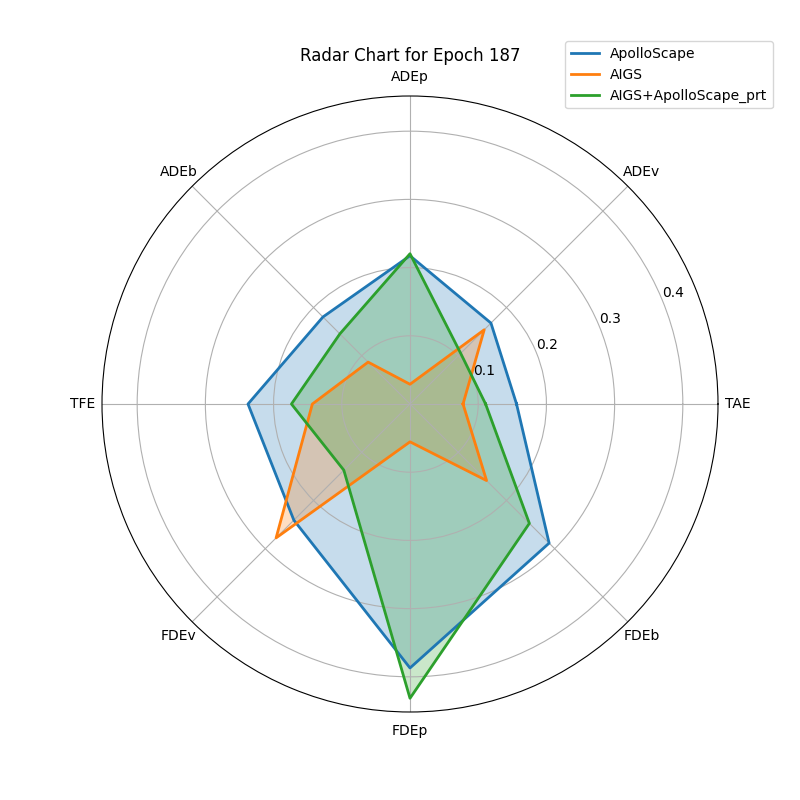 Radar Chart for Epoch 187
ApolloScape
AIGS
AIGS+ApolloScape_prt
ADEp
ADEb
ADEv
0.4
0.3
0.2
0.1
TFE
TAE
FDEv
FDEb
FDEp